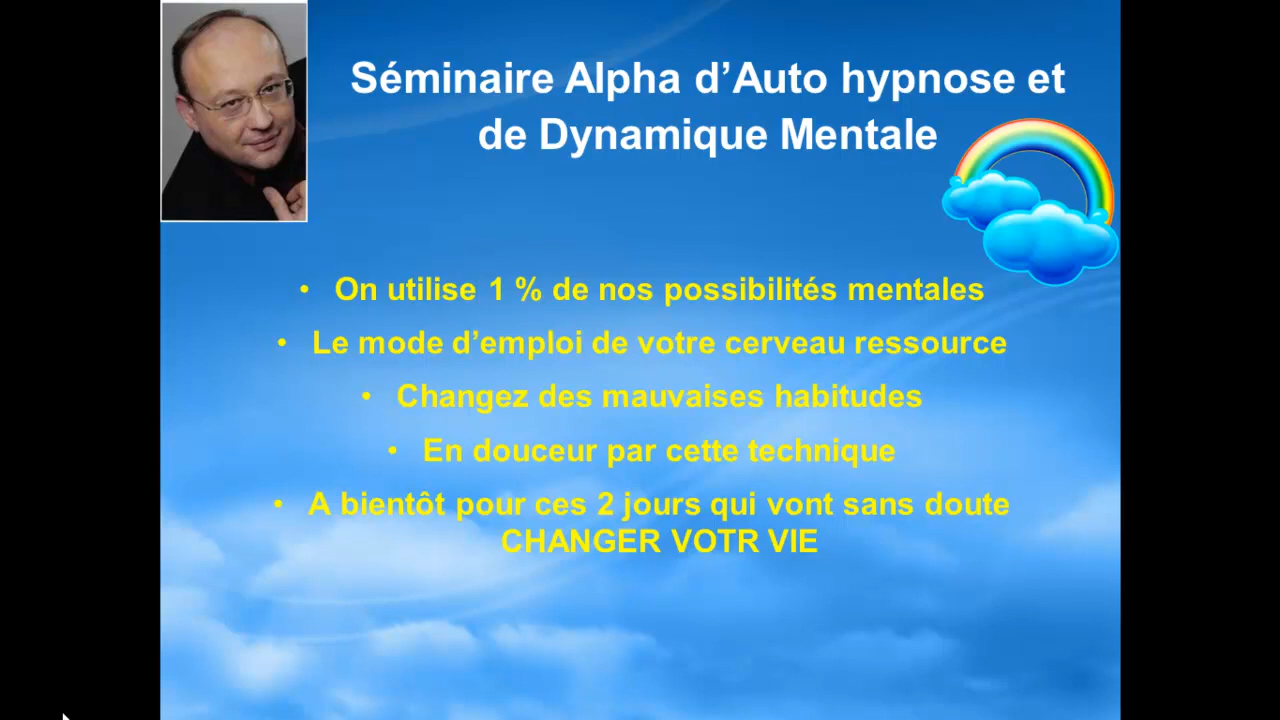 Séminaire Alpha d’Auto hypnose et
de Dynamique Mentale
• On utilise 1 % de nos possibilités mentales
• Le mode d’emploi de votre cerveau ressource
• Changez des mauvaises habitudes
• En douceur par cette technique
• A bientôt pour ces 2 jours qui vont sans doute
CHANGER VOTR VIE